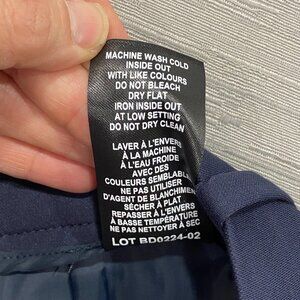 MACHINE WASH COLD
INSIDE OUT
WITH LIKE COLOURS
DO NOT BLEACH
DRY FLAT
IRON INSIDE OUT
AT LOW SETTING
DO NOT DRY CLEAN
LAVER À L'ENVERS
À LA MACHINE
À L'EAU FROIDE
AVEC DES
COULEURS SEMBLABLES
NE PAS UTILISER
D'AGENT DE BLANCHIMENT
SÉCHER À PLAT
REPASSER À L'ENVERS
À BASSE TEMPÉRATURE
NE PAS NETTOYER À SEC
LOT BD0224-02